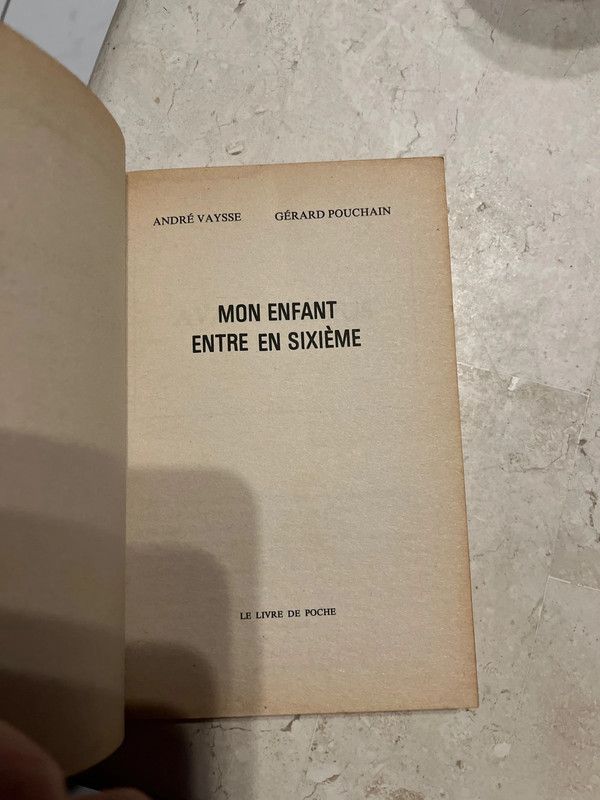 ANDRÉ VAYSSE GÉRARD POUCHAIN
MON ENFANT
ENTRE EN SIXIÈME
LE LIVRE DE POCHE